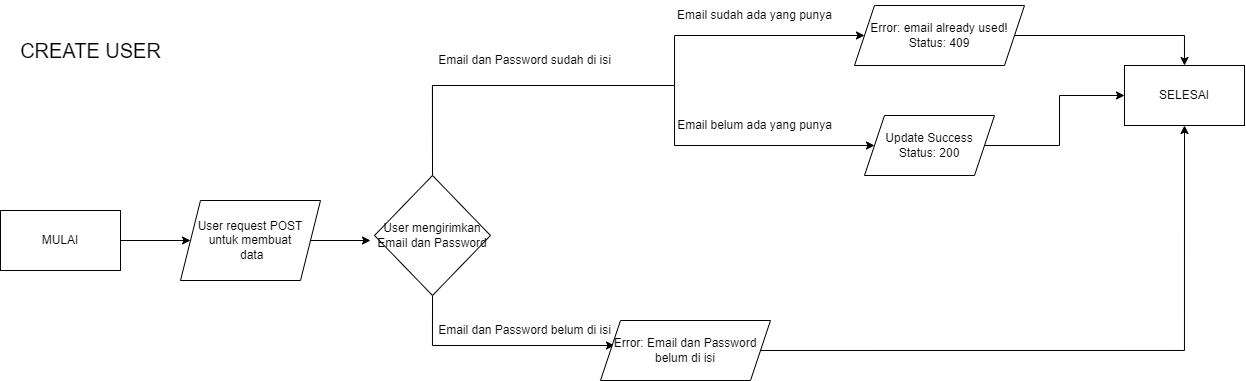 CREATE USER
MULAI
User request POST
untuk membuat
data
User mengirimkan
Email dan Password
Email dan Password sudah di isi
Email sudah ada yang punya
Error: email already used!
Status: 409
Email belum ada yang punya
Update Success
Status: 200
Email dan Password belum di isi
Error: Email dan Password
belum di isi
SELESAI